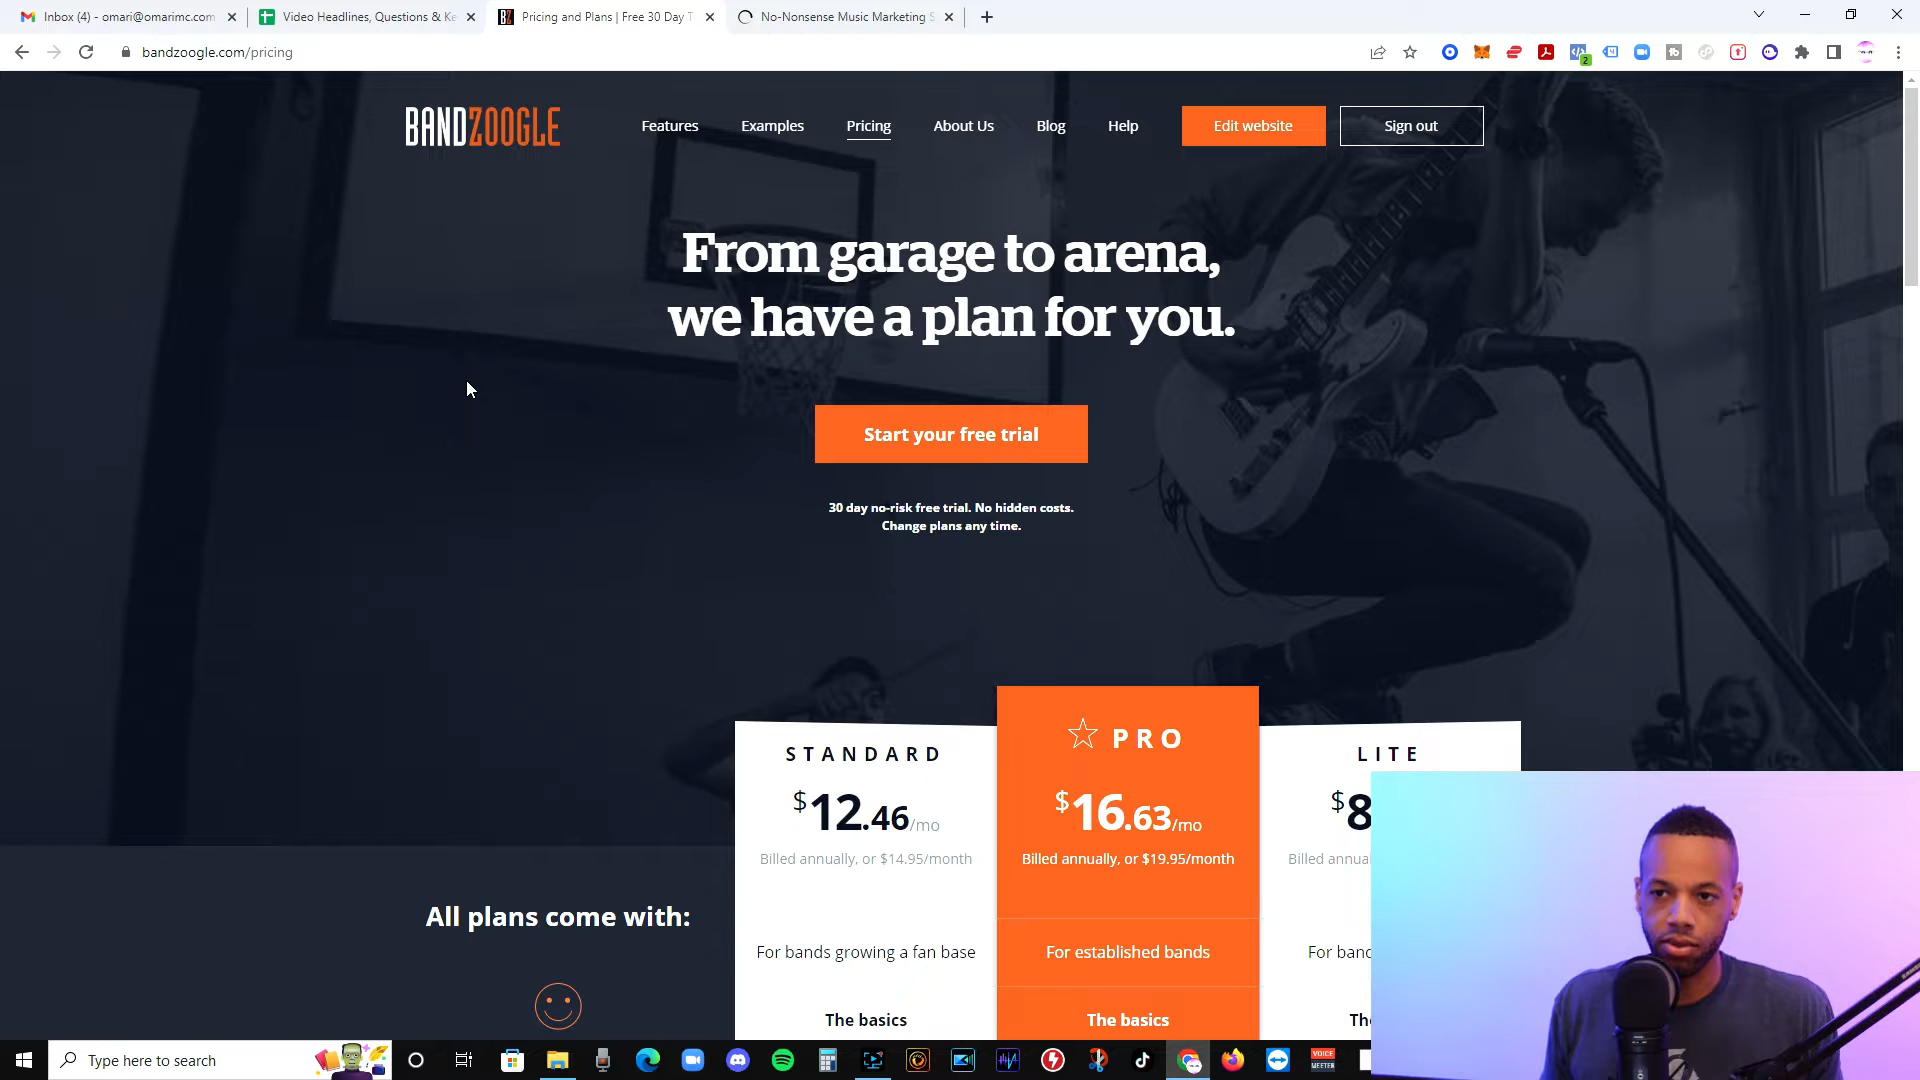 Inbox (4) - omari@omarimc.com
Video Headlines, Questions & Ke
Pricing and Plans | Free 30 Day T
No-Nonsense Music Marketing S
bandzoogle.com/pricing
2
BANDZOOGLE
Features
Examples
Pricing
About Us
Blog
Help
Edit website
Sign out
From garage to arena,
we have a plan for you.
Start your free trial
30 day no-risk free trial. No hidden costs.
Change plans any time.
STANDARD
$12.46/mo
Billed annually, or $14.95/month
For bands growing a fan base
The basics
PRO
$16.63/mo
Billed annually, or $19.95/month
For established bands
The basics
LITE
$8
Billed annua
For band
The
All plans come with:
Type here to search
VOICE
MEETER